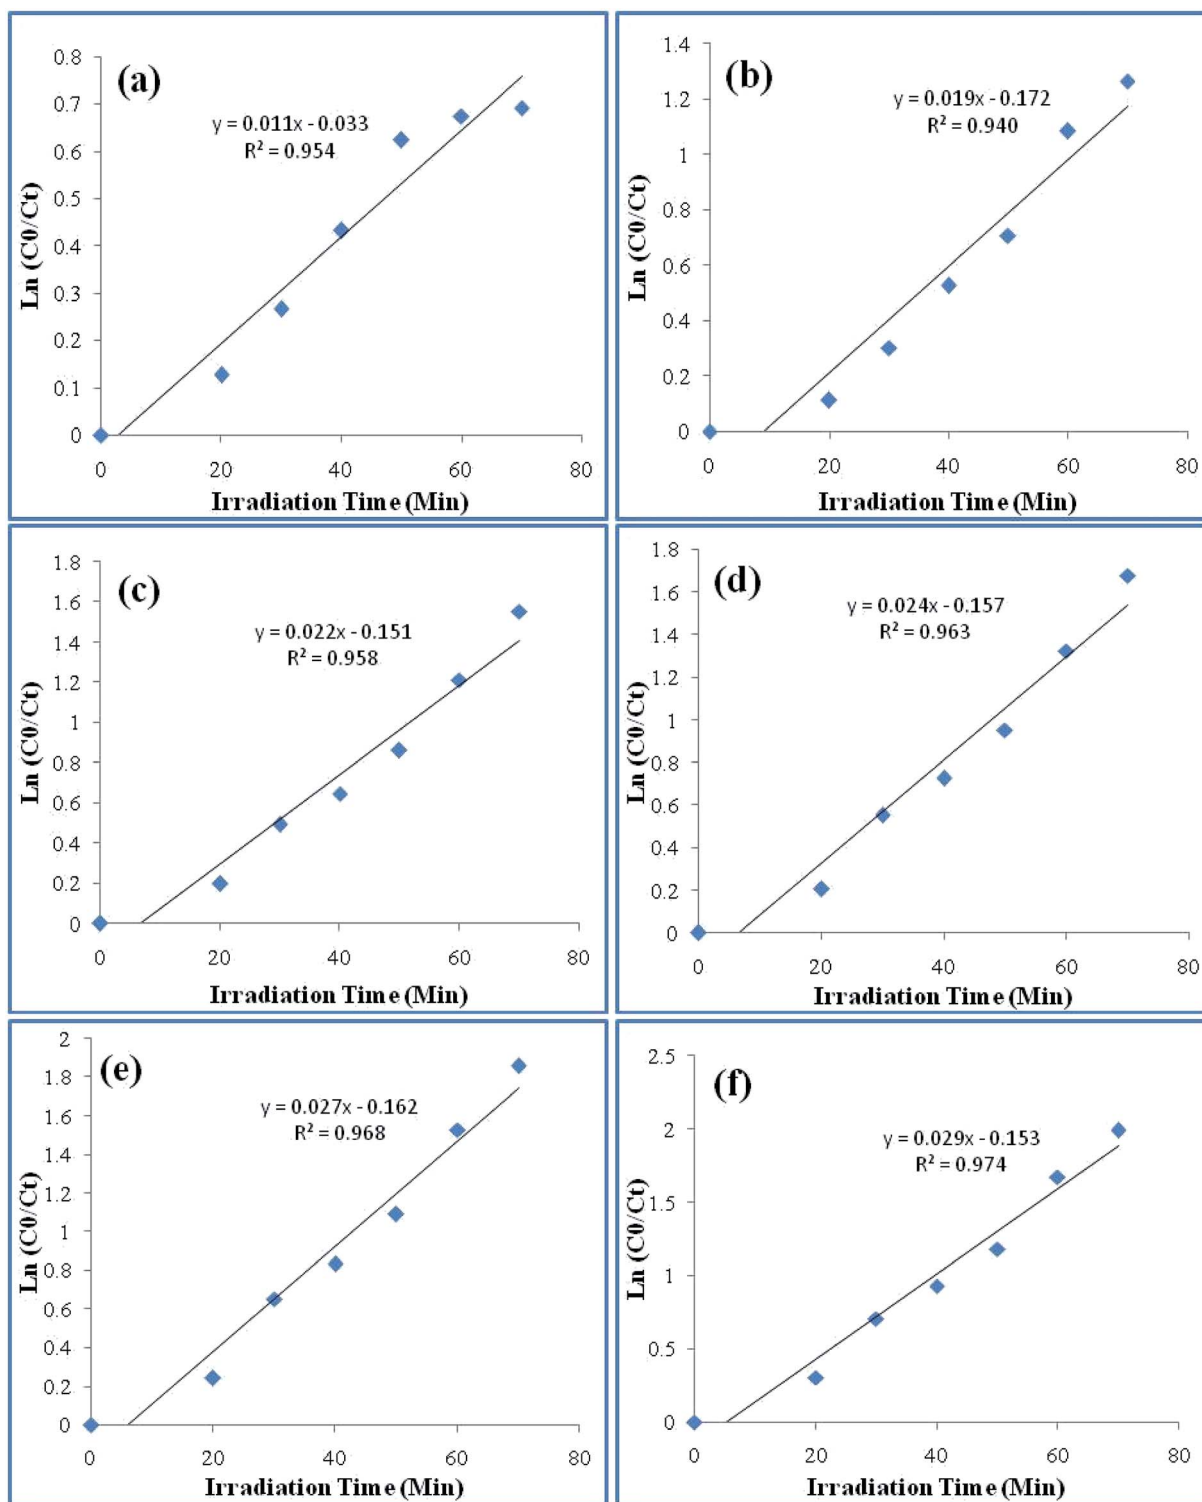 (a)
y = 0.011x - 0.033
R² = 0.954
Ln (C0/Ct)
0.8
0.7
0.6
0.5
0.4
0.3
0.2
0.1
0
0 20 40 60 80
Irradiation Time (Min)
(b)
y = 0.019x - 0.172
R² = 0.940
Ln (C0/Ct)
1.4
1.2
1
0.8
0.6
0.4
0.2
0
0 20 40 60 80
Irradiation Time (Min)
(c)
y = 0.022x - 0.151
R² = 0.958
Ln (C0/Ct)
1.8
1.6
1.4
1.2
1
0.8
0.6
0.4
0.2
0
0 20 40 60 80
Irradiation Time (Min)
(d)
y = 0.024x - 0.157
R² = 0.963
Ln (C0/Ct)
1.8
1.6
1.4
1.2
1
0.8
0.6
0.4
0.2
0
0 20 40 60 80
Irradiation Time (Min)
(e)
y = 0.027x - 0.162
R² = 0.968
Ln (C0/Ct)
2
1.8
1.6
1.4
1.2
1
0.8
0.6
0.4
0.2
0
0 20 40 60 80
Irradiation Time (Min)
(f)
y = 0.029x - 0.153
R² = 0.974
Ln (C0/Ct)
2.5
2
1.5
1
0.5
0
0 20 40 60 80
Irradiation Time (Min)